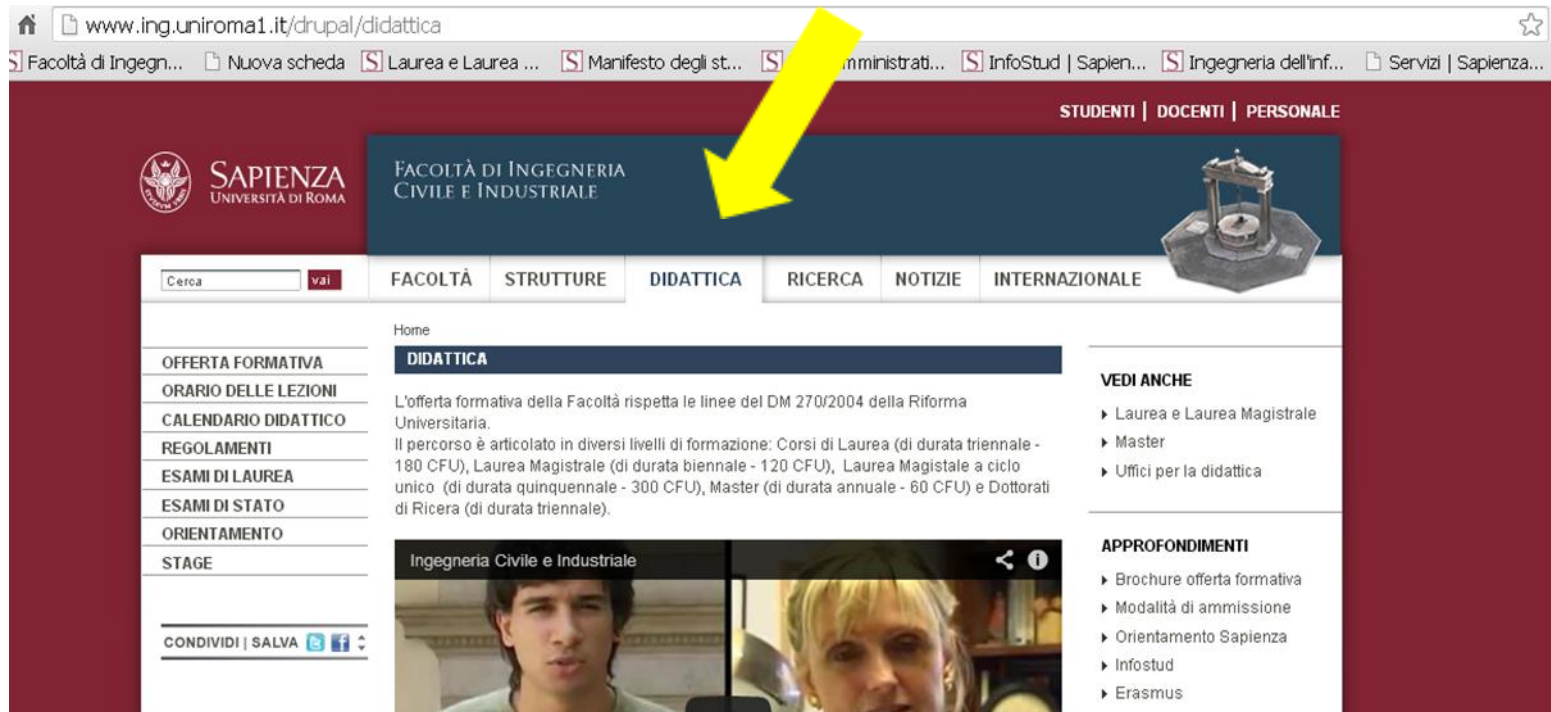 www.ing.uniroma1.it/drupal/didattica
Facoltà di Ingegn... Nuova scheda Laurea e Laurea ... Manifesto degli st... mministrati... InfoStud | Sapien... Ingegneria dell'inf... Servizi | Sapienza...
STUDENTI | DOCENTI | PERSONALE
SAPIENZA
UNIVERSITÀ DI ROMA
FACOLTÀ DI INGEGNERIA
CIVILE E INDUSTRIALE
Cerca vai
FACOLTÀ STRUTTURE DIDATTICA RICERCA NOTIZIE INTERNAZIONALE
OFFERTA FORMATIVA
ORARIO DELLE LEZIONI
CALENDARIO DIDATTICO
REGOLAMENTI
ESAMI DI LAUREA
ESAMI DI STATO
ORIENTAMENTO
STAGE
CONDIVIDI | SALVA
Home
DIDATTICA
L'offerta formativa della Facoltà rispetta le linee del DM 270/2004 della Riforma
Universitaria.
Il percorso è articolato in diversi livelli di formazione: Corsi di Laurea (di durata triennale -
180 CFU), Laurea Magistrale (di durata biennale - 120 CFU), Laurea Magistale a ciclo
unico (di durata quinquennale - 300 CFU), Master (di durata annuale - 60 CFU) e Dottorati
di Ricera (di durata triennale).
Ingegneria Civile e Industriale
VEDI ANCHE
Laurea e Laurea Magistrale
Master
Uffici per la didattica
APPROFONDIMENTI
Brochure offerta formativa
Modalità di ammissione
Orientamento Sapienza
Infostud
Erasmus